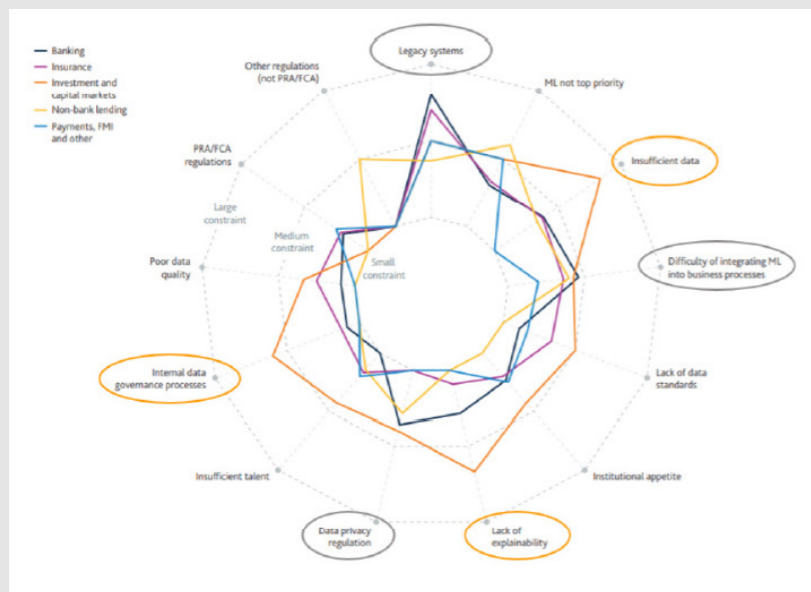 Banking
Insurance
Investment and
capital markets
Non-bank lending
Payments, FMI
and other
Legacy systems
Other regulations
(not PRA/FCA)
ML not top priority
PRA/FCA
regulations
Insufficient data
Large
constraint
Medium
constraint
Small
constraint
Poor data
quality
Difficulty of integrating ML
into business processes
Internal data
governance processes
Lack of data
standards
Insufficient talent
Institutional appetite
Data privacy
regulation
Lack of
explainability